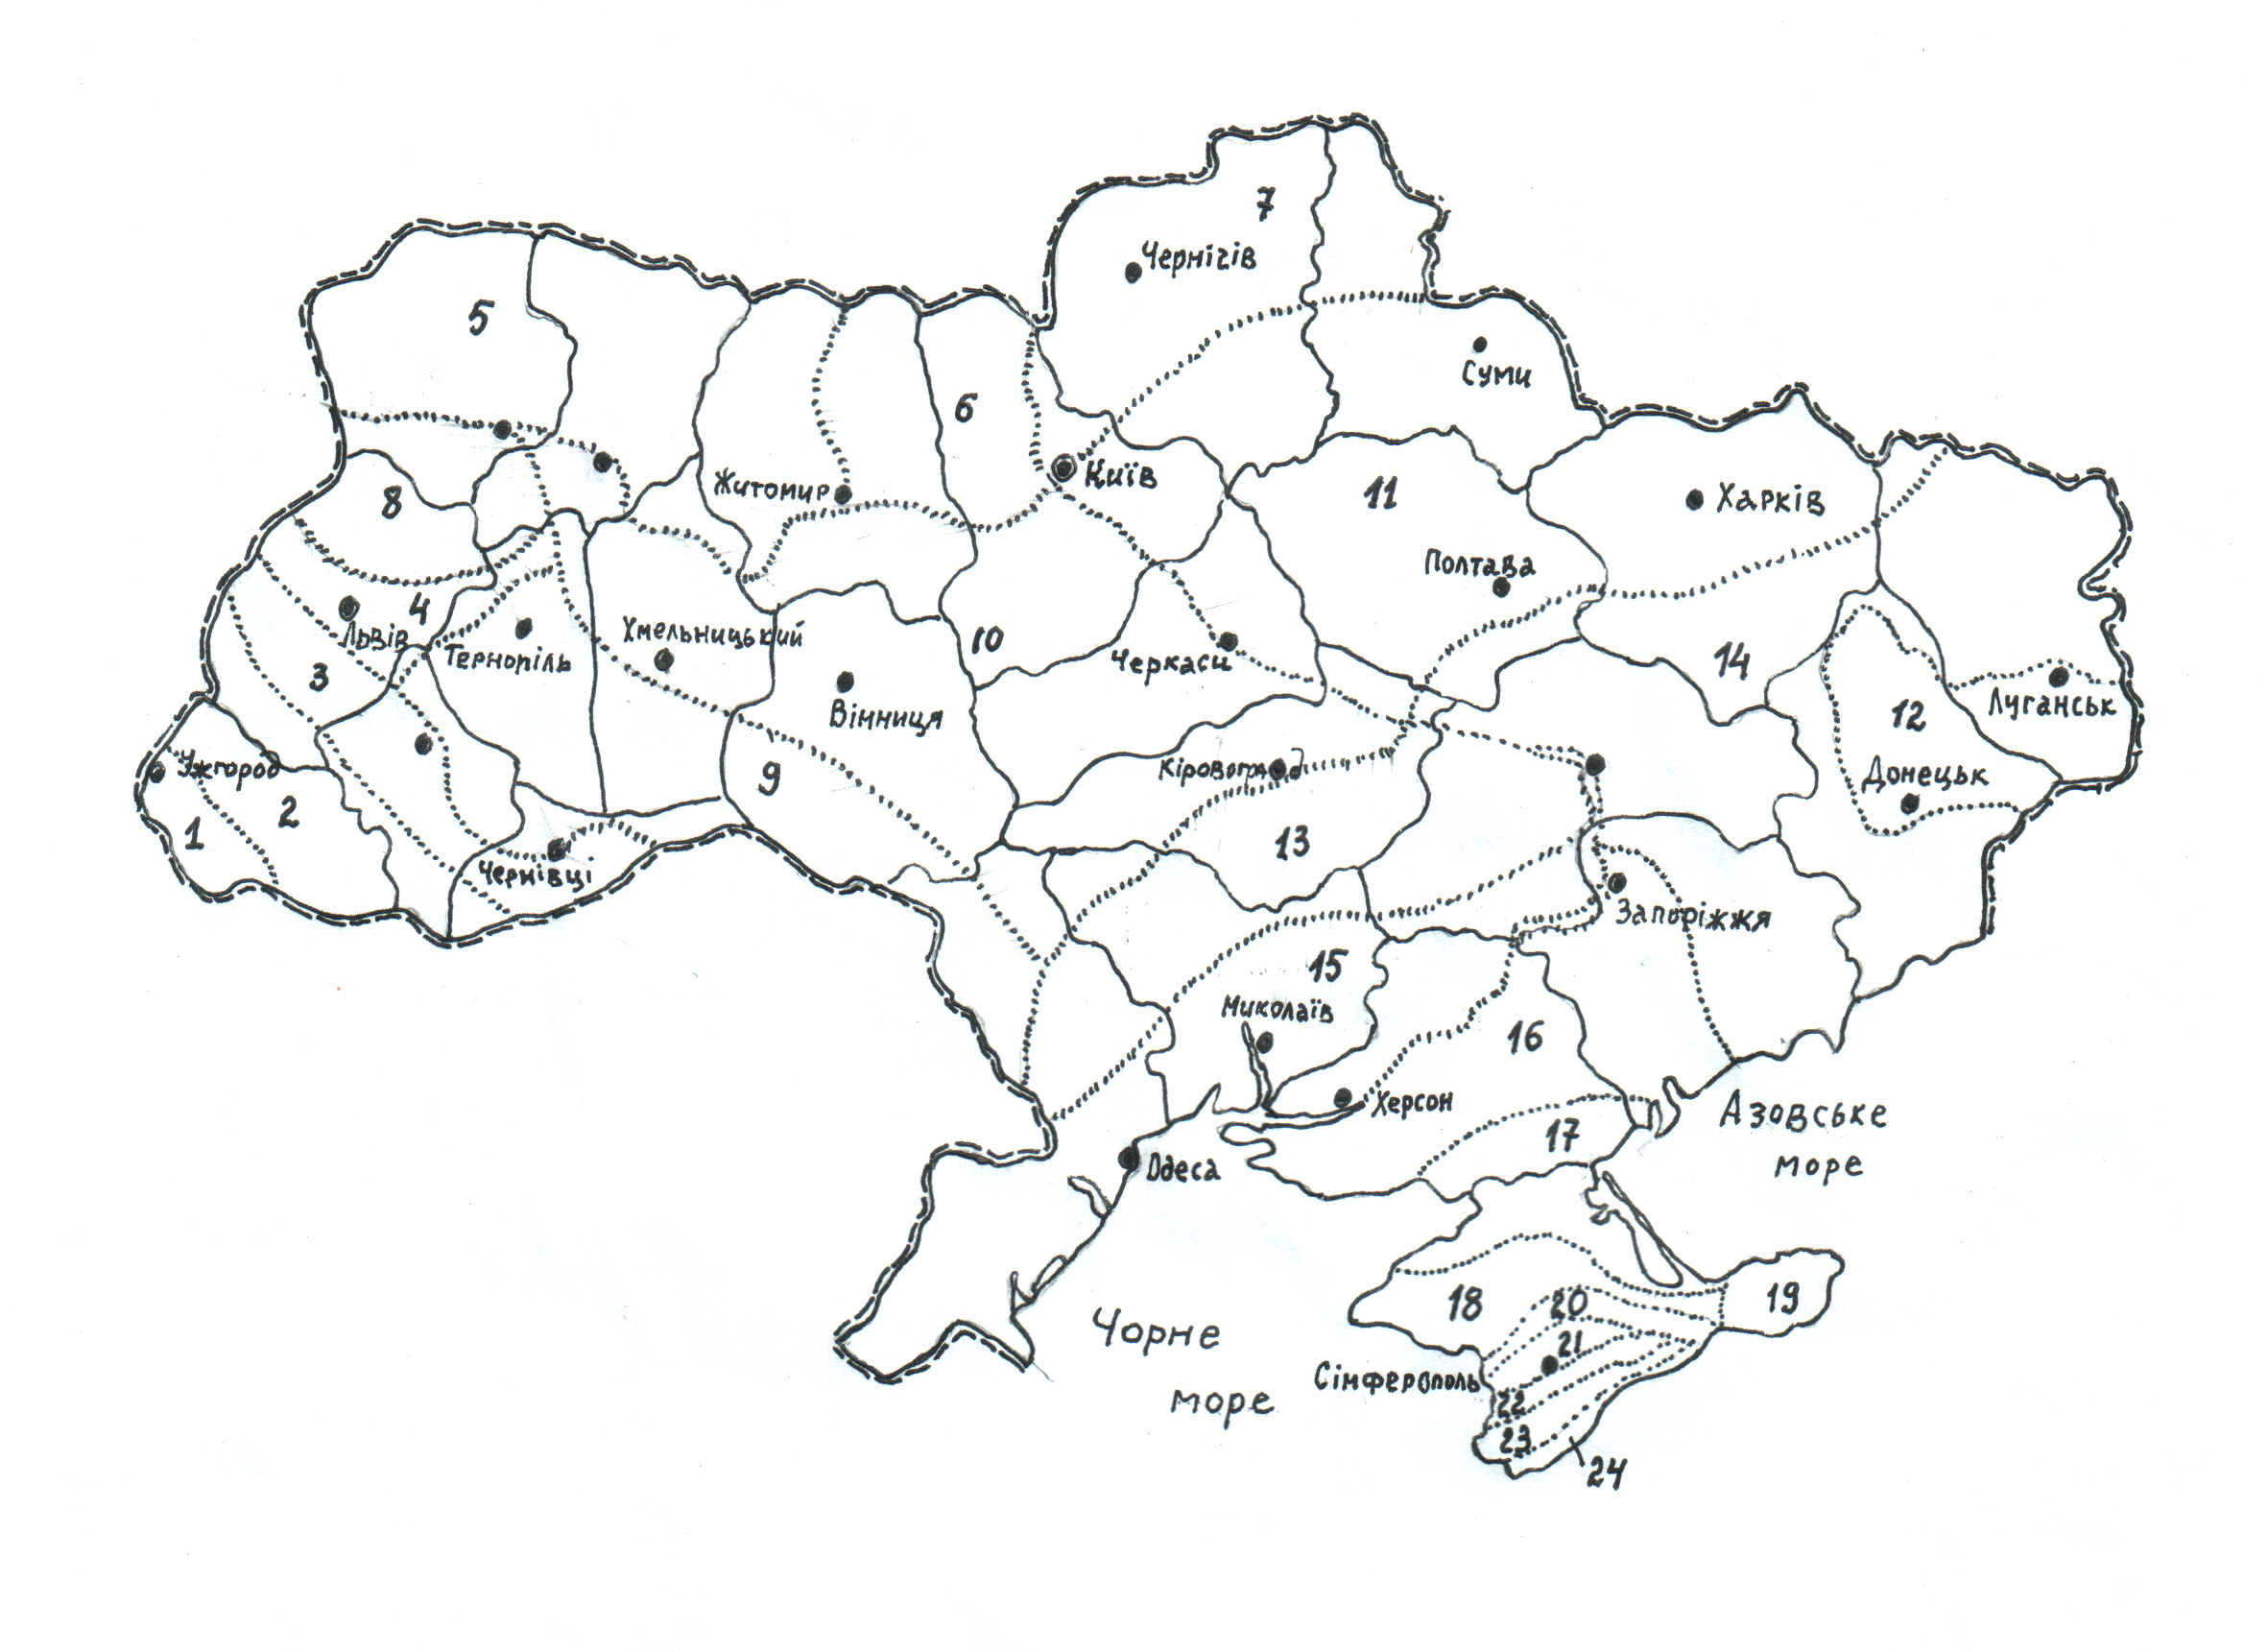 7
Чернігів
5
Суми
6
Київ
Житомир
8
11
Харків
Полтава
4
Львів
Тернопіль
Хмельницький
10
Черкаси
14
3
Вінниця
12
Луганськ
Ужгород
9
Кіровоград
Донецьк
2
1
13
Чернівці
Запоріжжя
15
Миколаїв
16
Херсон
Азовське
море
17
Одеса
18
20
19
Чорне
море
21
Сімферополь
22
23
24